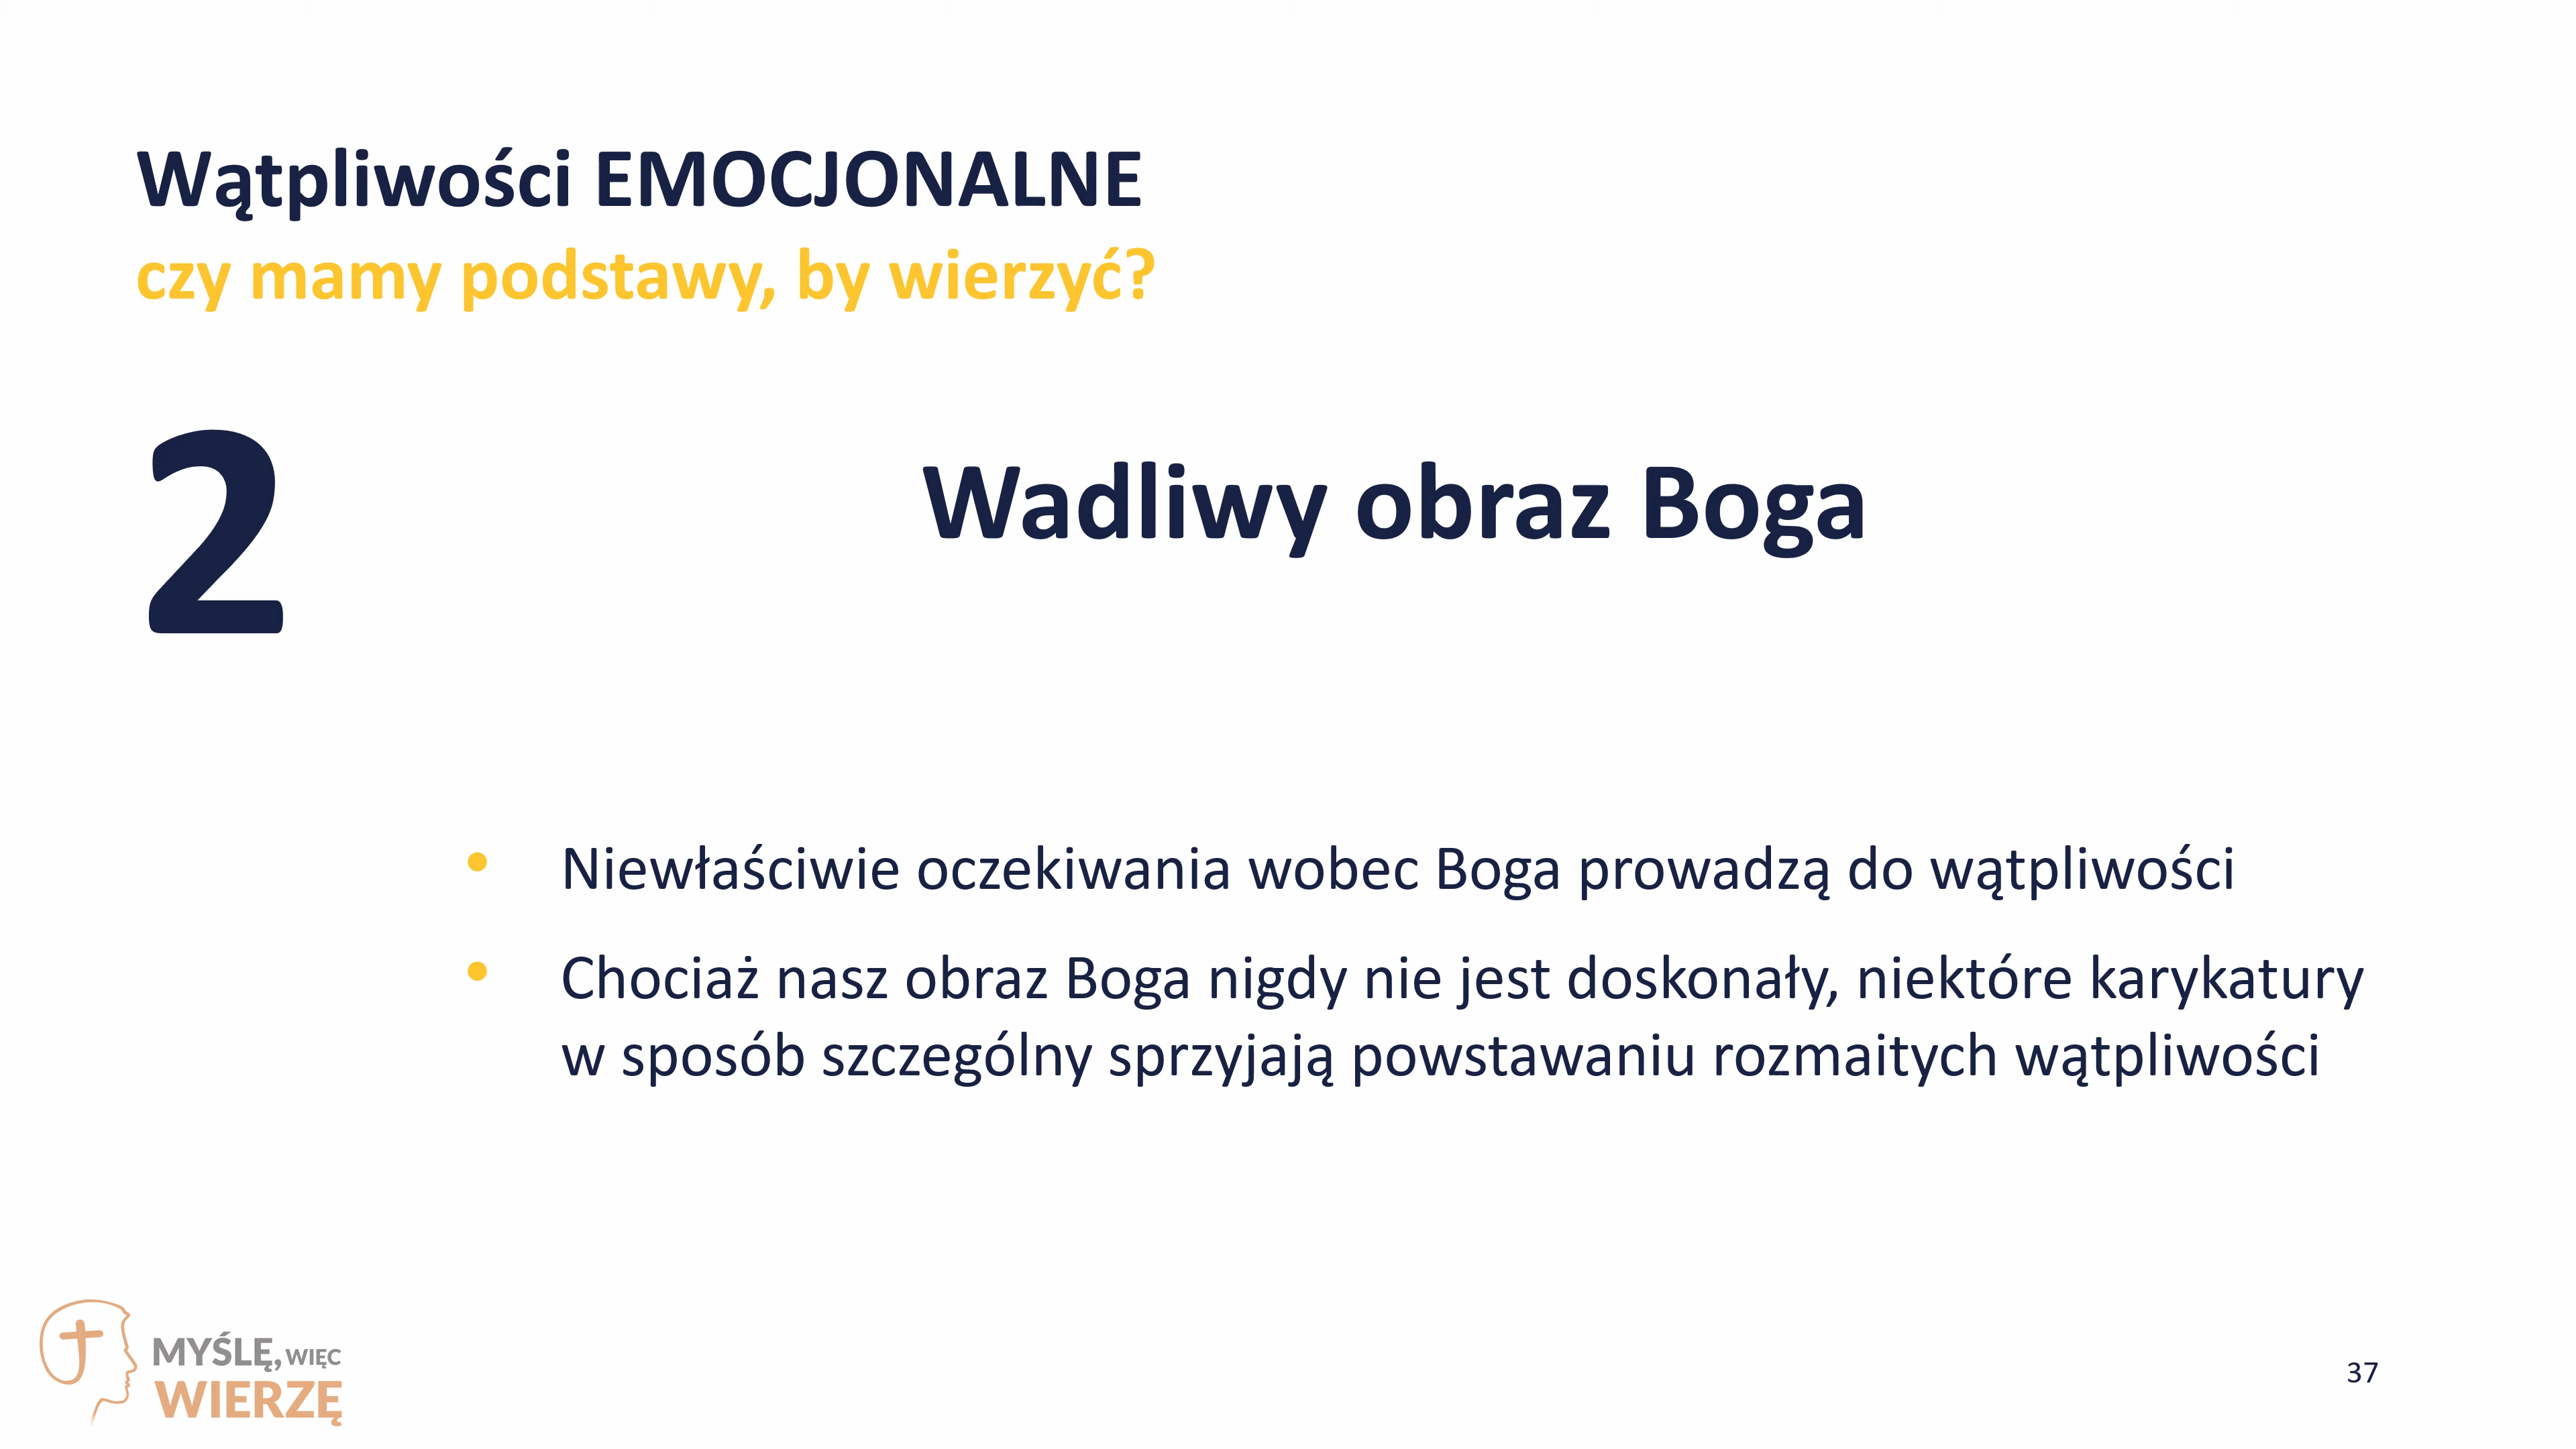 Wątpliwości EMOCJONALNE
czy mamy podstawy, by wierzyć?
2
Wadliwy obraz Boga
• Niewłaściwie oczekiwania wobec Boga prowadzą do wątpliwości
• Chociaż nasz obraz Boga nigdy nie jest doskonały, niektóre karykatury
w sposób szczególny sprzyjają powstawaniu rozmaitych wątpliwości
MYŚLĘ, WIĘC
WIERZĘ
37